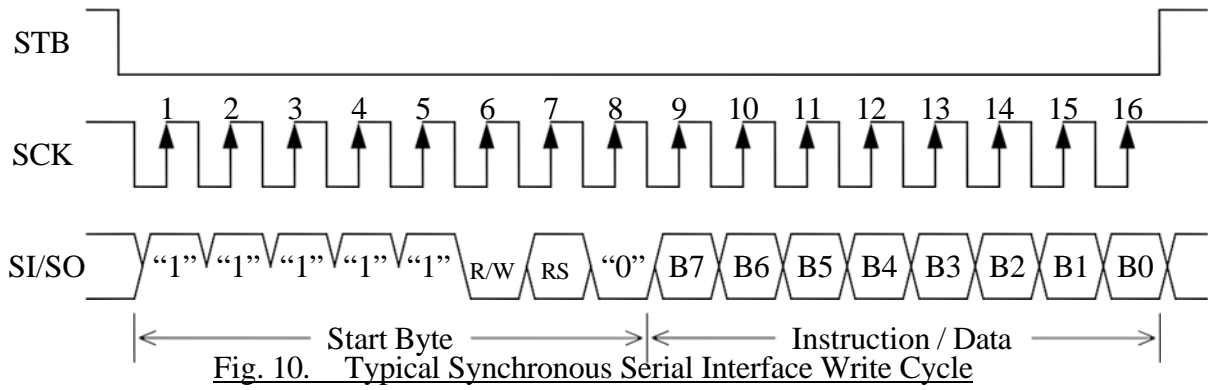 STB
1 2 3 4 5 6 7 8 9 10 11 12 13 14 15 16
SCK
SI/SO “1” “1” “1” “1” “1” R/W RS “0” B7 B6 B5 B4 B3 B2 B1 B0
Start Byte Instruction / Data
Fig. 10. Typical Synchronous Serial Interface Write Cycle